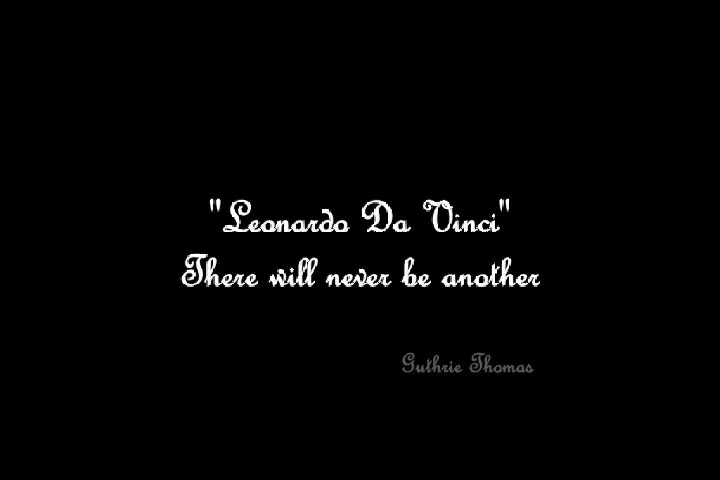 "Leonardo Da Vinci"
There will never be another
Guthrie Thomas